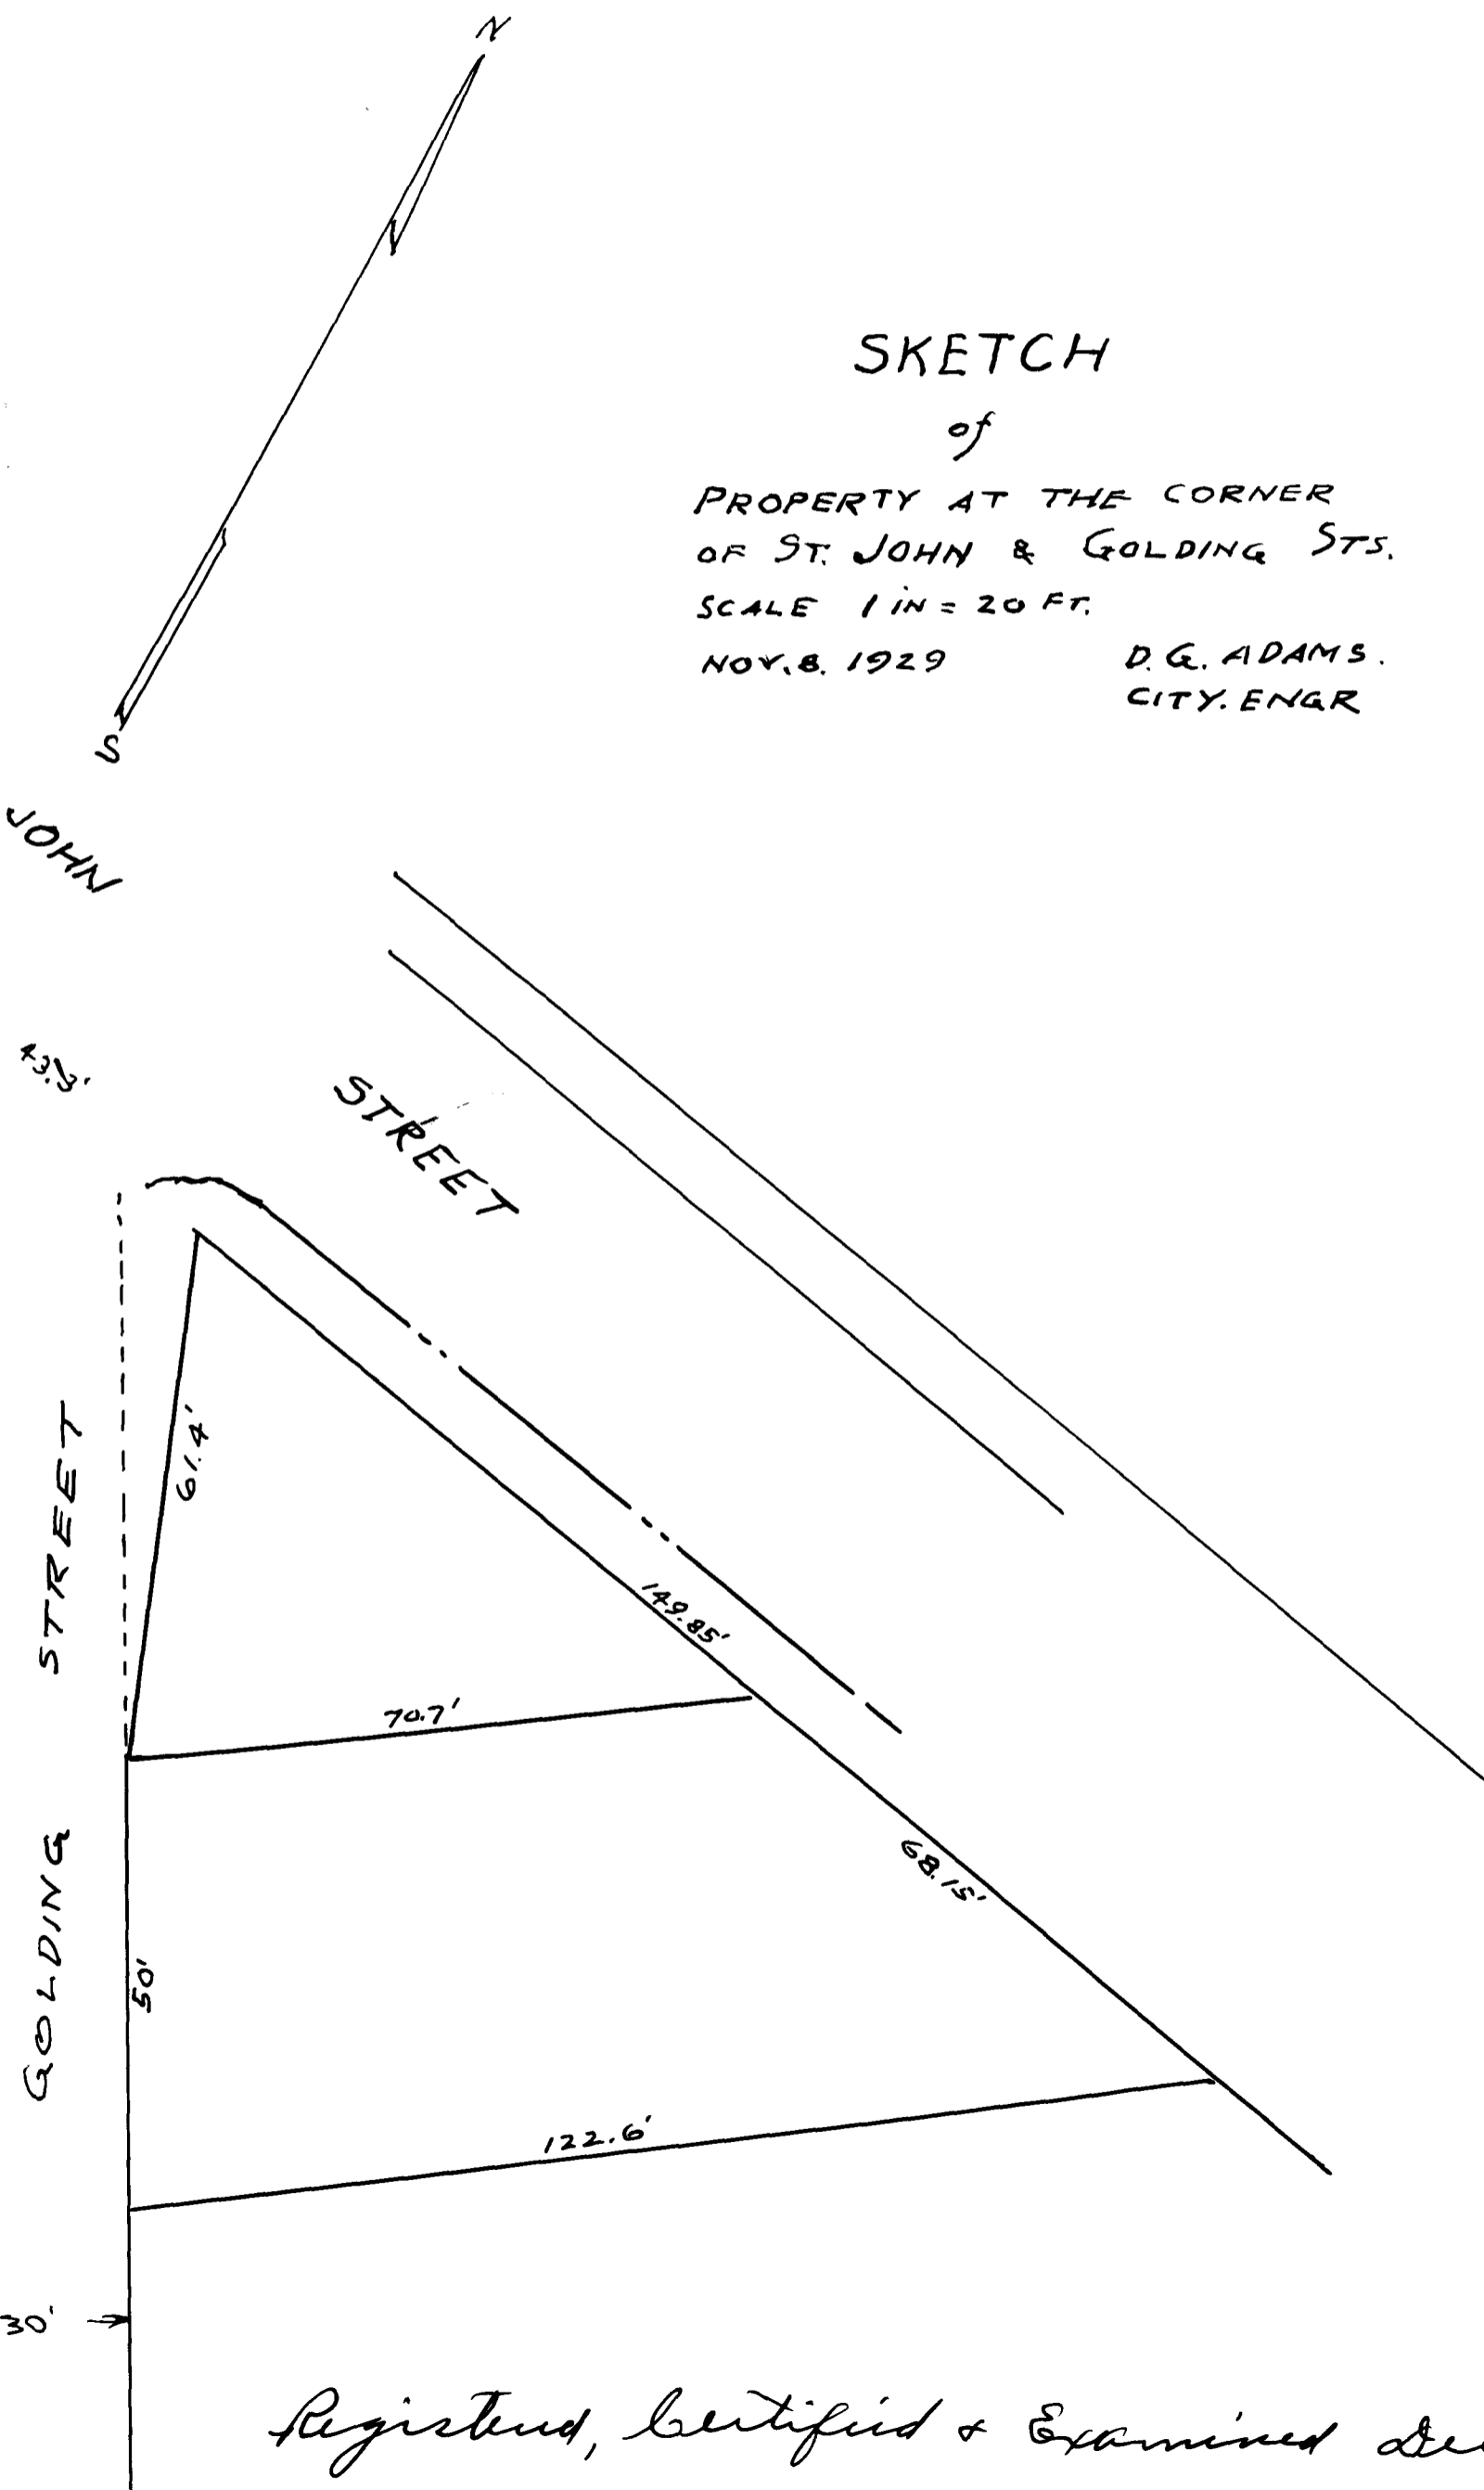 N
SKETCH
of
PROPERTY AT THE CORNER
OF ST. JOHN & GOLDING STS.
SCALE 1 IN = 20 FT.
NOV. 8. 1929
D. G. ADAMS.
CITY. ENGR
S
JOHN
STREET
61.4'
149.85'
70.7'
68.15'
GOLDING STREET
50'
122.6'
30'
Registered, Certified & Examined